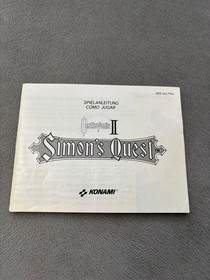 SPIELANLEITUNG
COMO JUGAR
Castlevania II
Simon's Quest
KONAMI